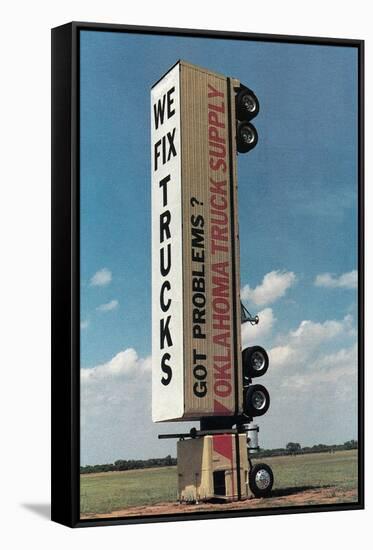 WE
FIX
TRUCKS
GOT PROBLEMS?
OKLAHOMA TRUCK SUPPLY